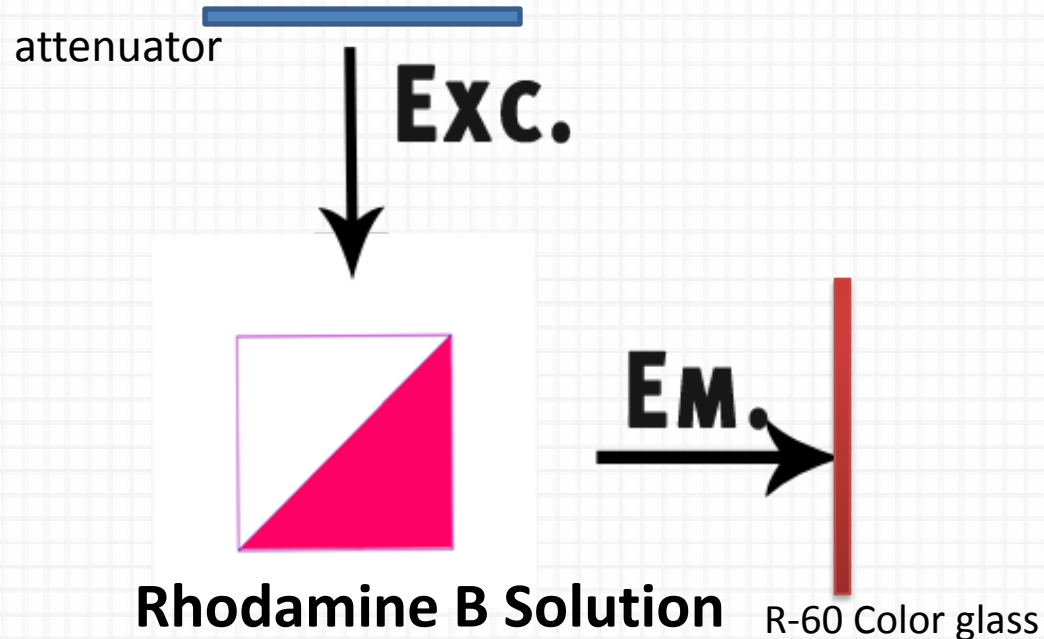 attenuator
Exc.
Em.
Rhodamine B Solution
R-60 Color glass